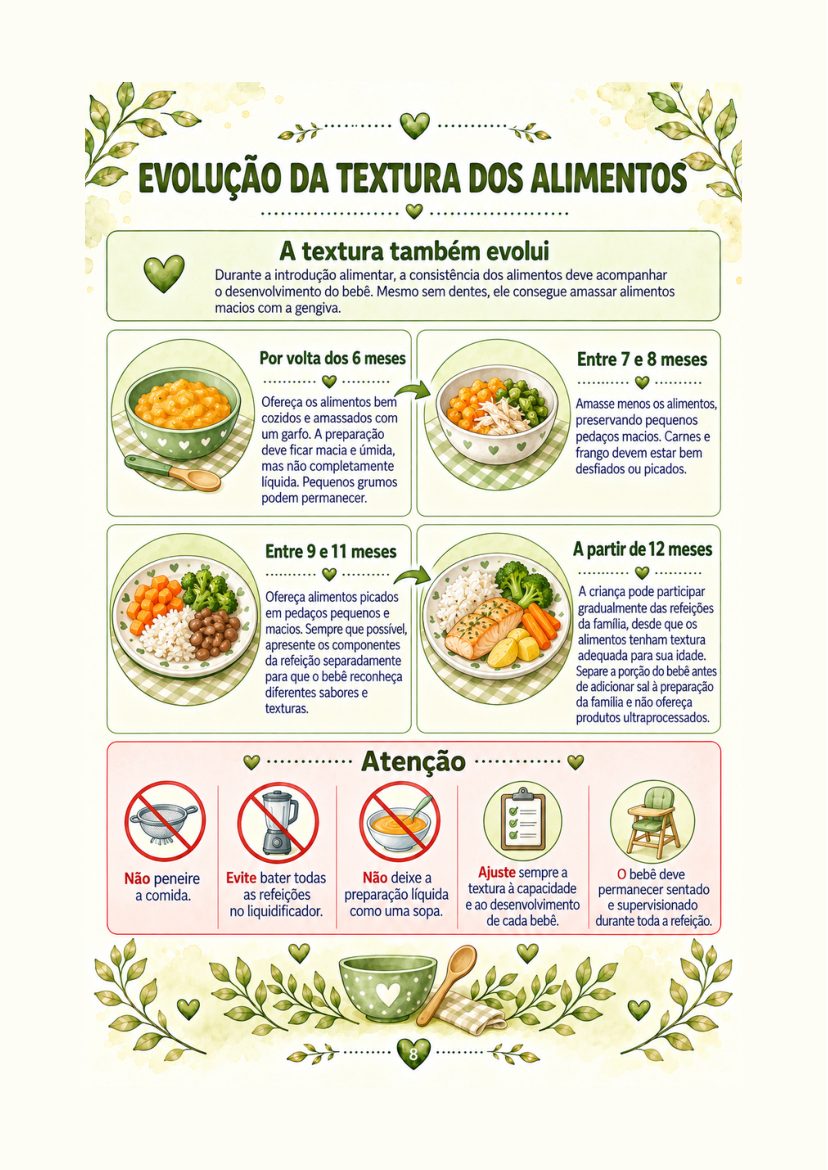 EVOLUÇÃO DA TEXTURA DOS ALIMENTOS
A textura também evolui
Durante a introdução alimentar, a consistência dos alimentos deve acompanhar
o desenvolvimento do bebê. Mesmo sem dentes, ele consegue amassar alimentos
macios com a gengiva.
Por volta dos 6 meses
Ofereça os alimentos bem
cozidos e amassados com
um garfo. A preparação
deve ficar macia e úmida,
mas não completamente
líquida. Pequenos grumos
podem permanecer.
Entre 7 e 8 meses
Amasse menos os alimentos,
preservando pequenos
pedaços macios. Carnes e
frango devem estar bem
desfiados ou picados.
Entre 9 e 11 meses
Ofereça alimentos picados
em pedaços pequenos e
macios. Sempre que possível,
apresente os componentes
da refeição separadamente
para que o bebê reconheça
diferentes sabores e
texturas.
A partir de 12 meses
A criança pode participar
gradualmente das refeições
da família, desde que os
alimentos tenham textura
adequada para sua idade.
Separe a porção do bebê antes
de adicionar sal à preparação
da família e não ofereça
produtos ultraprocessados.
Atenção
Não peneire
a comida.
Evite bater todas
as refeições
no liquidificador.
Não deixe a
preparação líquida
como uma sopa.
Ajuste sempre a
textura à capacidade
e ao desenvolvimento
de cada bebê.
O bebê deve
permanecer sentado
e supervisionado
durante toda a refeição.
8